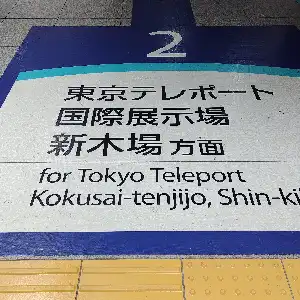 2
東京テレポート
国際展示場
新木場 方面
for Tokyo Teleport
Kokusai-tenjijo, Shin-ki